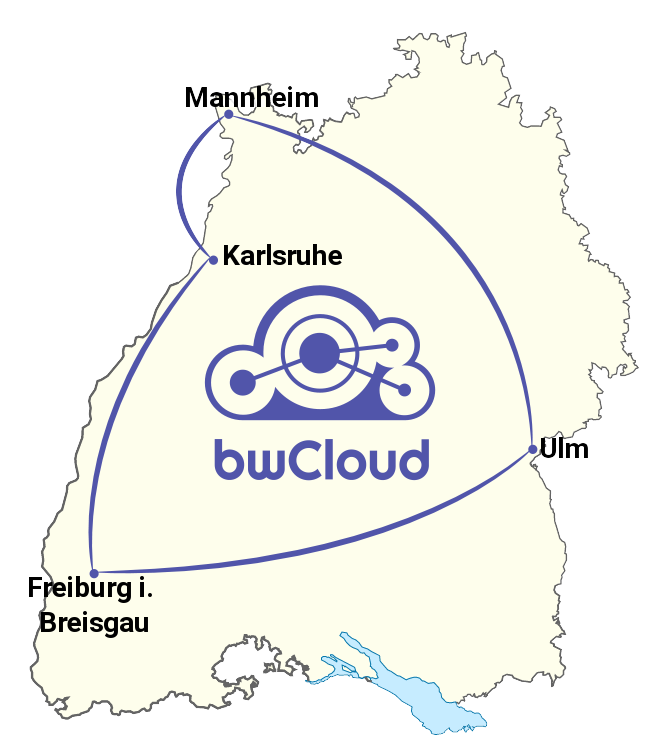 Mannheim
Karlsruhe
bwCloud
Ulm
Freiburg i.
Breisgau